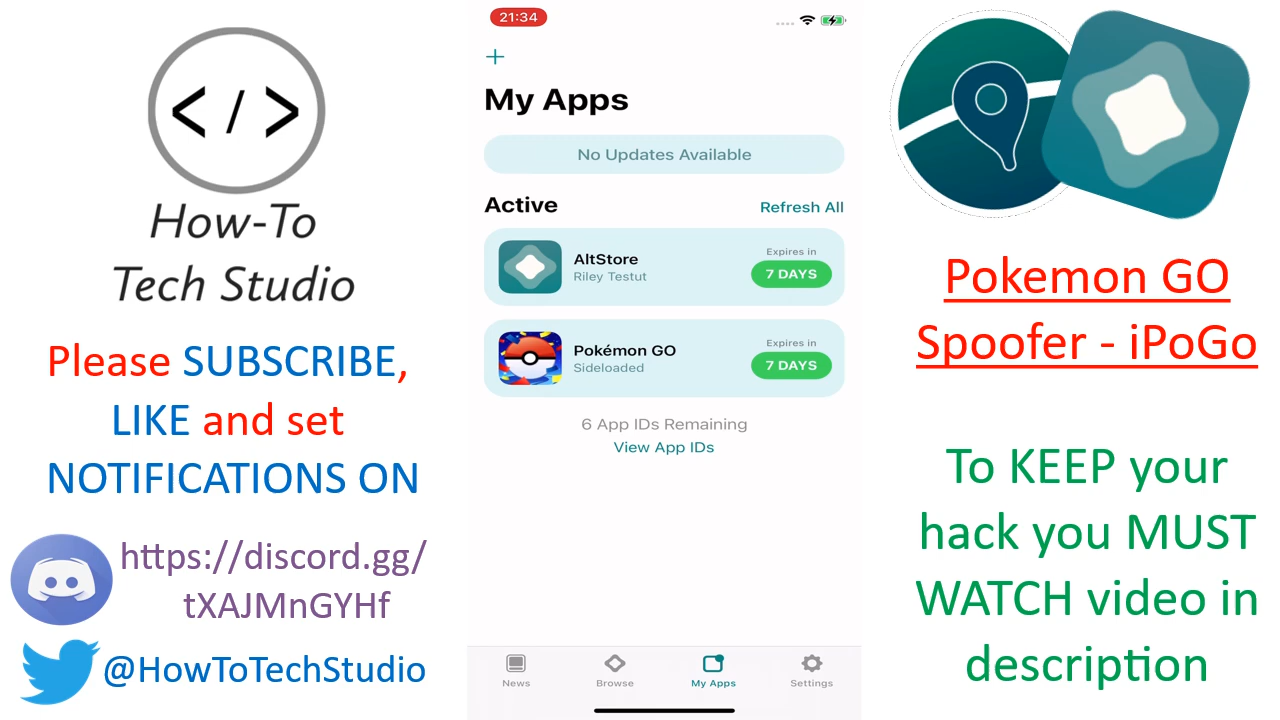 </>
How-To
Tech Studio
Please SUBSCRIBE,
LIKE and set
NOTIFICATIONS ON
https://discord.gg/
tXAJMnGYHf
@HowToTechStudio
21:34
+
My Apps
No Updates Available
Active
Refresh All
AltStore
Riley Testut
Expires in
7 DAYS
Pokémon GO
Sideloaded
Expires in
7 DAYS
6 App IDs Remaining
View App IDs
News
Browse
My Apps
Settings
Pokemon GO
Spoofer - iPoGo
To KEEP your
hack you MUST
WATCH video in
description